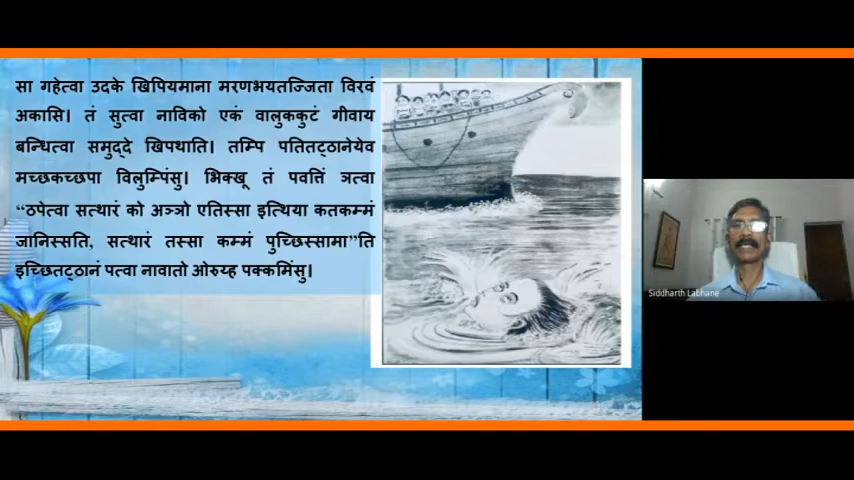 सा गहेत्वा उदके खिपियमाना मरणभयतज्जिता विरवं
अकासि। तं सुत्वा नाविको एकं वालुककुटं गीवाय
बन्धित्वा समुद्दे खिपथाति। तम्पि पतितट्ठानेयेव
मच्छकच्छपा विलुम्पिंसु। भिक्खू तं पवत्तिं ञत्वा
“ठपेत्वा सत्थारं को अञ्ञो एतिस्सा इत्थिया कतकम्मं
जानिस्सति, सत्थारं तस्सा कम्मं पुच्छिस्सामा”ति
इच्छितट्ठानं पत्वा नावातो ओरुय्ह पक्कमिंसु।
Siddharth Labhane